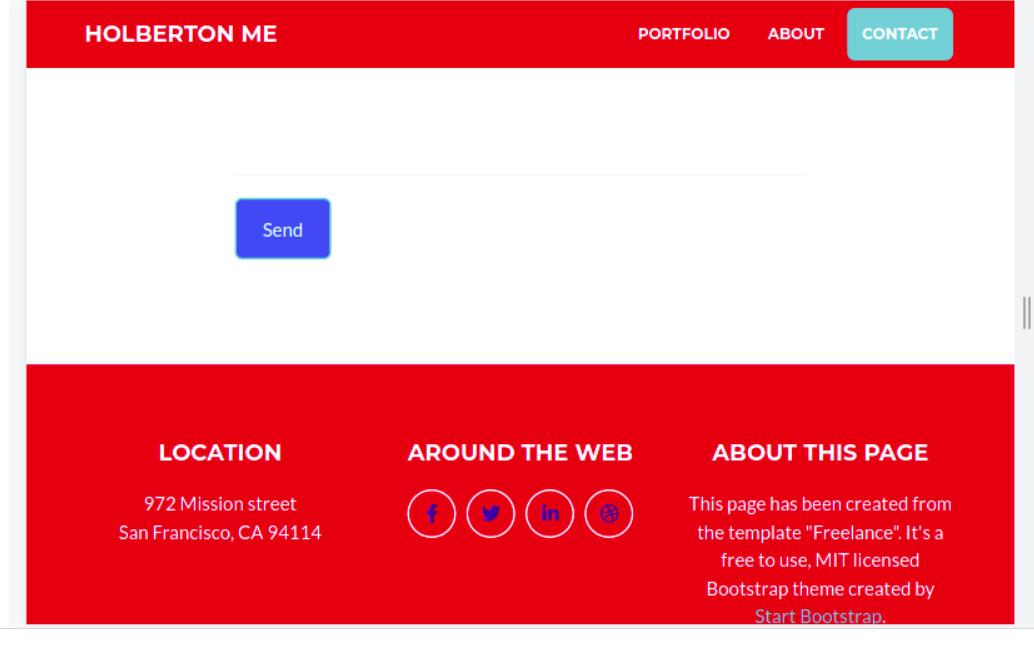 HOLBERTON ME
PORTFOLIO
ABOUT
CONTACT
Send
LOCATION
972 Mission street
San Francisco, CA 94114
AROUND THE WEB
ABOUT THIS PAGE
This page has been created from
the template "Freelance". It's a
free to use, MIT licensed
Bootstrap theme created by
Start Bootstrap.